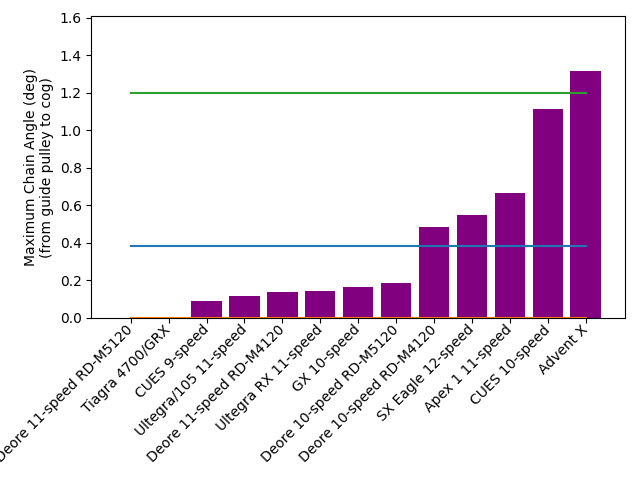 Maximum Chain Angle (deg)
(from guide pulley to cog)
1.6
1.4
1.2
1.0
0.8
0.6
0.4
0.2
0.0
Deore 11-speed RD-M5120
Tiagra 4700/GRX
CUES 9-speed
Ultegra/105 11-speed
Deore 11-speed RD-M4120
Ultegra RX 11-speed
GX 10-speed
Deore 10-speed RD-M5120
Deore 10-speed RD-M4120
SX Eagle 12-speed
Apex 1 11-speed
CUES 10-speed
Advent X